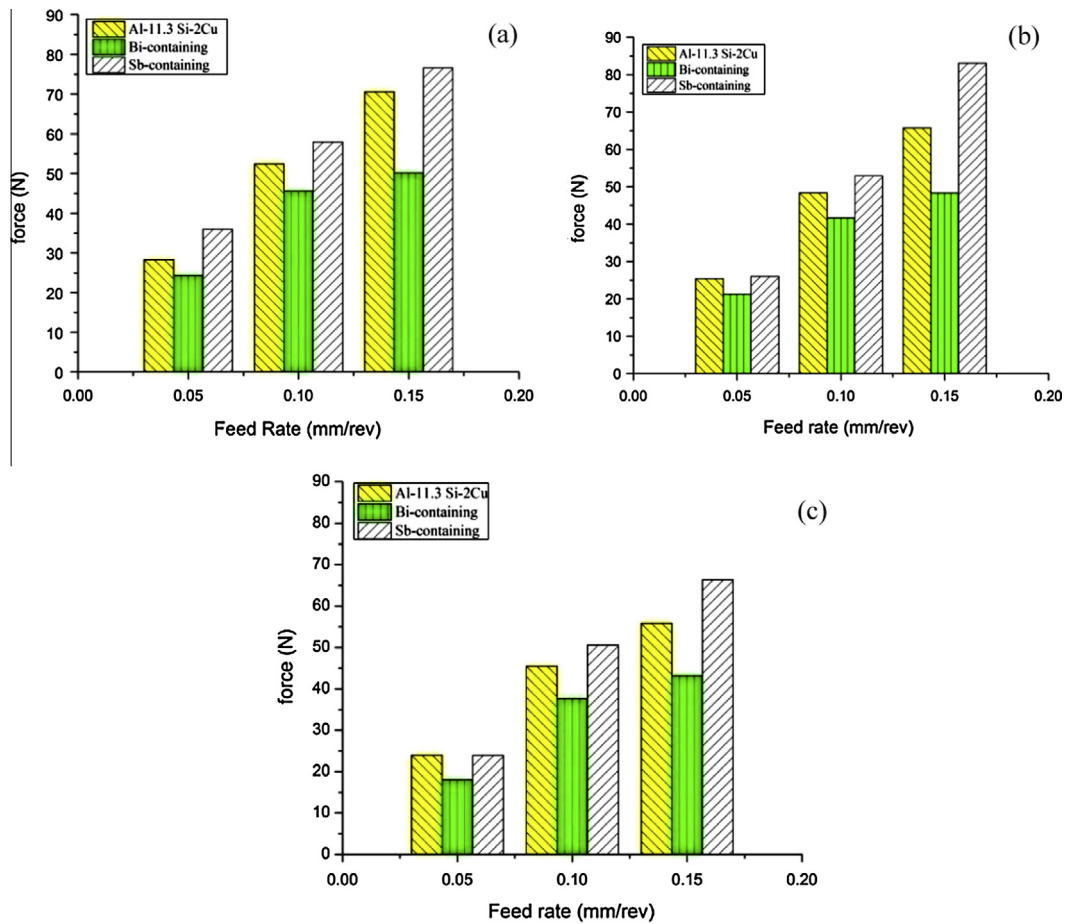 (a)
Al-11.3 Si-2Cu
Bi-containing
Sb-containing
force (N)
90
80
70
60
50
40
30
20
10
0
0.00 0.05 0.10 0.15 0.20
Feed Rate (mm/rev)
(b)
Al-11.3 Si-2Cu
Bi-containing
Sb-containing
force (N)
90
80
70
60
50
40
30
20
10
0
0.00 0.05 0.10 0.15 0.20
Feed rate (mm/rev)
(c)
Al-11.3 Si-2Cu
Bi-containing
Sb-containing
force (N)
90
80
70
60
50
40
30
20
10
0
0.00 0.05 0.10 0.15 0.20
Feed rate (mm/rev)